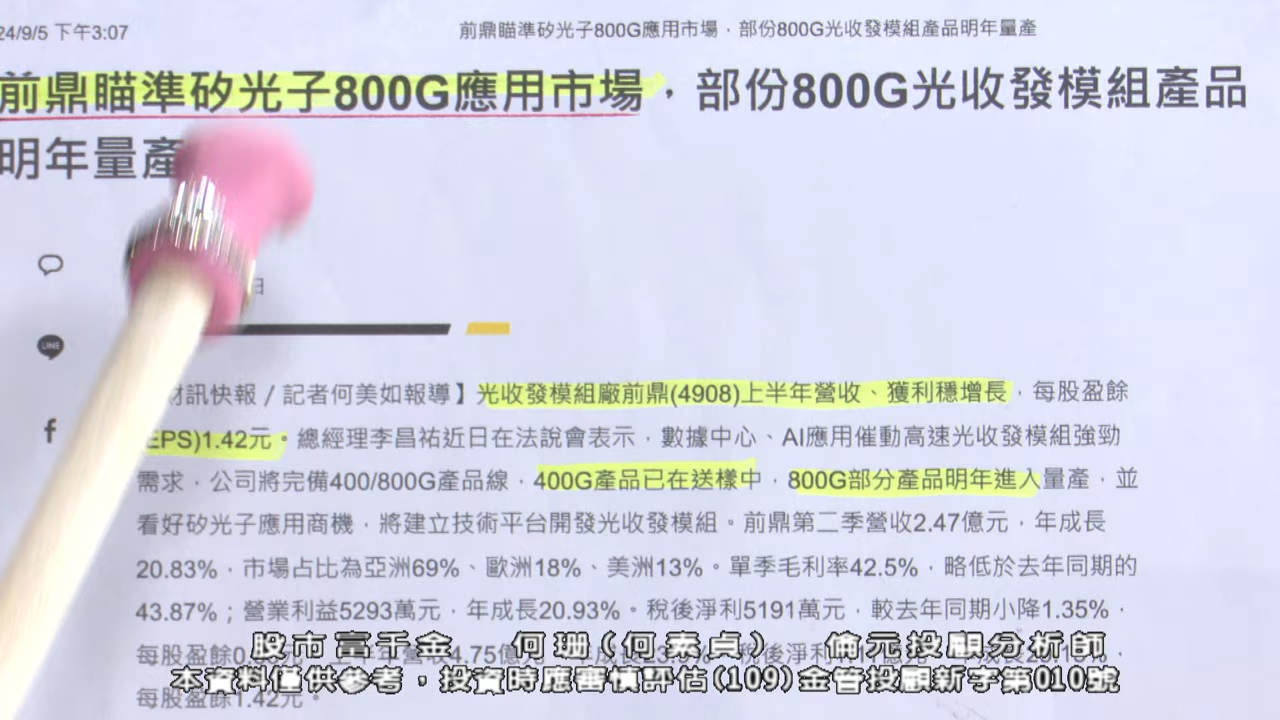 24/9/5 下午3:07
前鼎瞄準矽光子800G應用市場，部份800G光收發模組產品明年量產
前鼎瞄準矽光子800G應用市場，部份800G光收發模組產品
明年量產
日
LINE
財訊快報／記者何美如報導】光收發模組廠前鼎(4908)上半年營收、獲利穩增長，每股盈餘
EPS)1.42元。總經理李昌祐近日在法說會表示，數據中心、AI應用催動高速光收發模組強勁
需求，公司將完備400/800G產品線，400G產品已在送樣中，800G部分產品明年進入量產，並
看好矽光子應用商機，將建立技術平台開發光收發模組。前鼎第二季營收2.47億元，年成長
20.83%，市場占比為亞洲69%、歐洲18%、美洲13%。單季毛利率42.5%，略低於去年同期的
43.87%；營業利益5293萬元，年成長20.93%。稅後淨利5191萬元，較去年同期小降1.35%，
每股盈餘
股市富千金 何珊(何素貞) 倫元投顧分析師
本資料僅供參考，投資時應審慎評估(109)金管投顧新字第010號
每股盈餘1.42元。